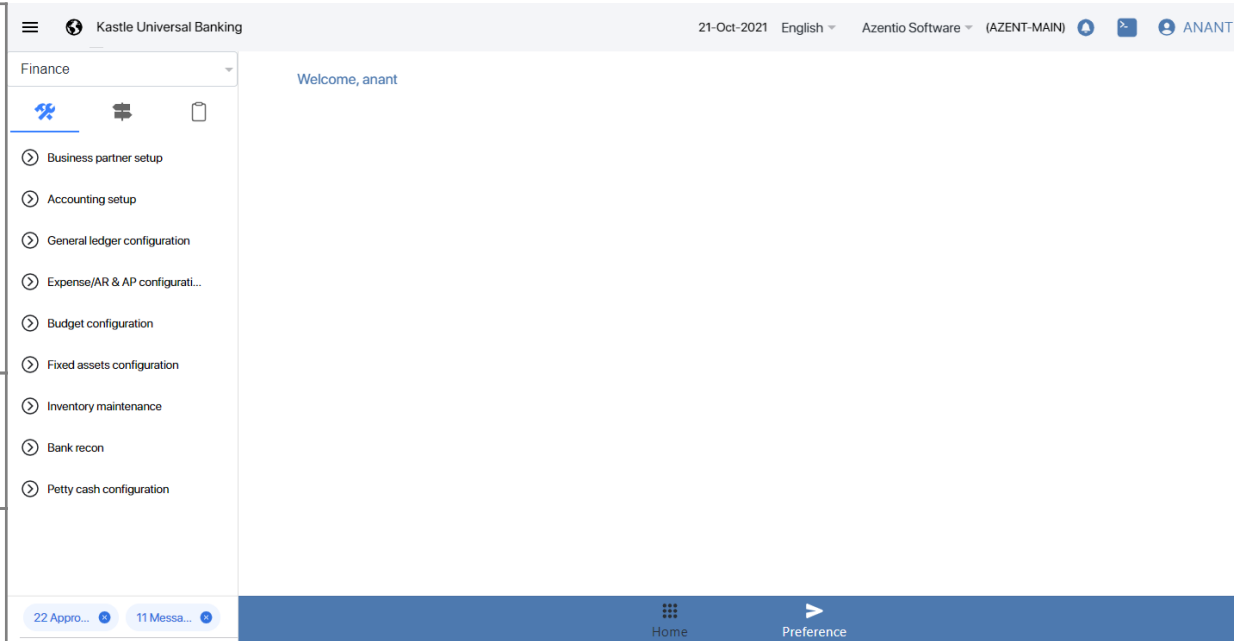 Kastle Universal Banking
21-Oct-2021 English Azentio Software (AZENT-MAIN) ANANT
Finance
Welcome, anant
Business partner setup
Accounting setup
General ledger configuration
Expense/AR & AP configurati...
Budget configuration
Fixed assets configuration
Inventory maintenance
Bank recon
Petty cash configuration
22 Appro... 11 Messa...
Home Preference